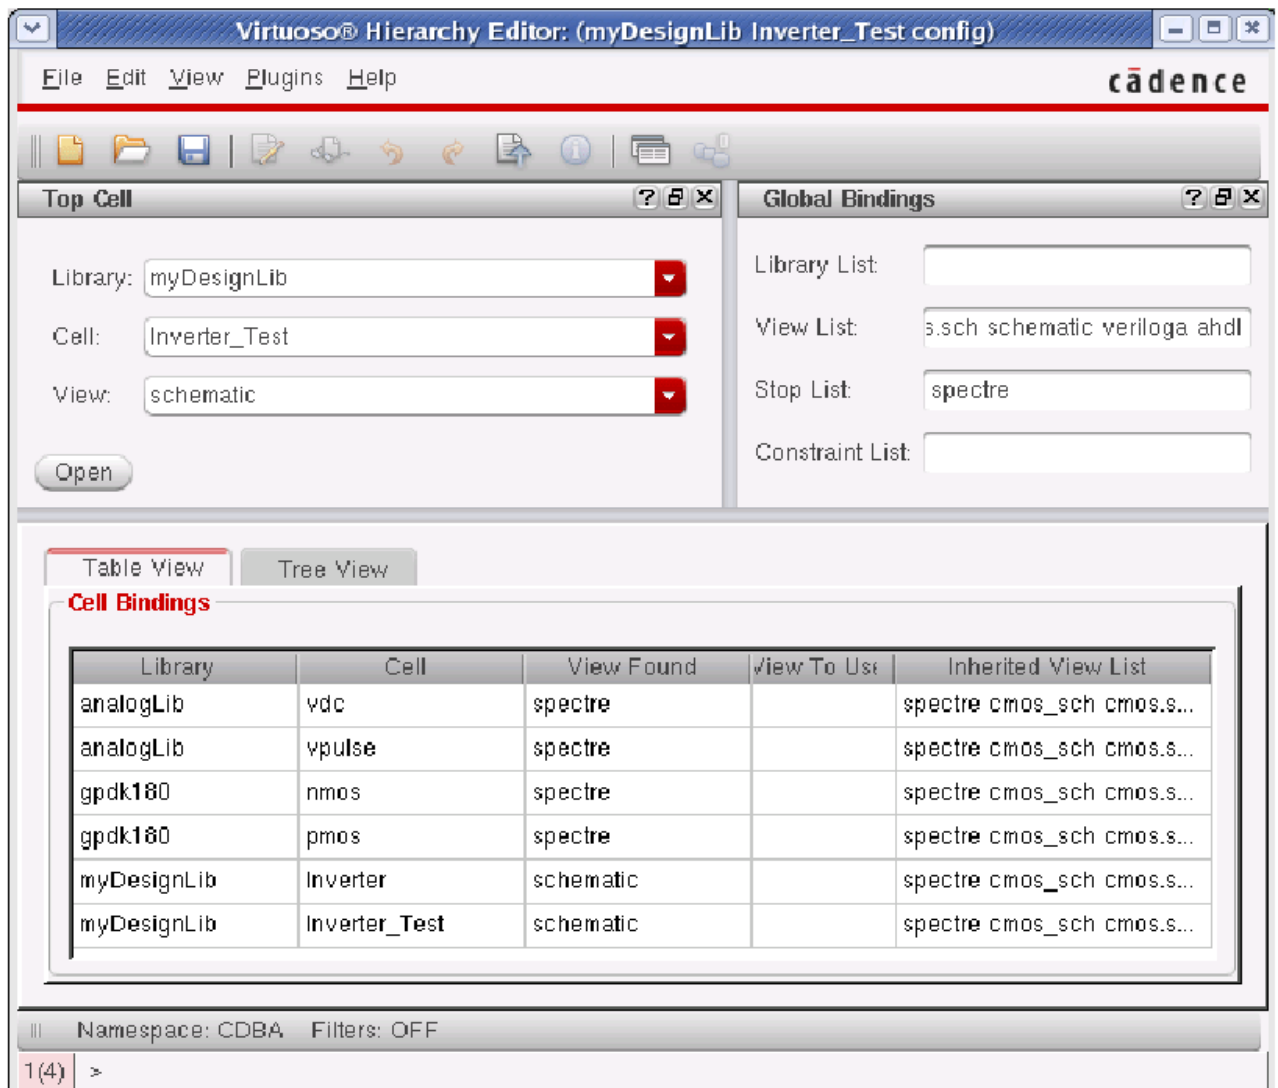 Virtuoso® Hierarchy Editor: (myDesignLib Inverter_Test config)
File Edit View Plugins Help
cādence
Top Cell
Global Bindings
Library: myDesignLib
Cell: Inverter_Test
View: schematic
Open
Library List:
View List: s.sch schematic veriloga ahdl
Stop List: spectre
Constraint List:
Table View Tree View
Cell Bindings
Library Cell View Found View To Use Inherited View List
analogLib vdc spectre spectre cmos_sch cmos.s...
analogLib vpulse spectre spectre cmos_sch cmos.s...
gpdk180 nmos spectre spectre cmos_sch cmos.s...
gpdk180 pmos spectre spectre cmos_sch cmos.s...
myDesignLib Inverter schematic spectre cmos_sch cmos.s...
myDesignLib Inverter_Test schematic spectre cmos_sch cmos.s...
Namespace: CDBA Filters: OFF
1(4) >